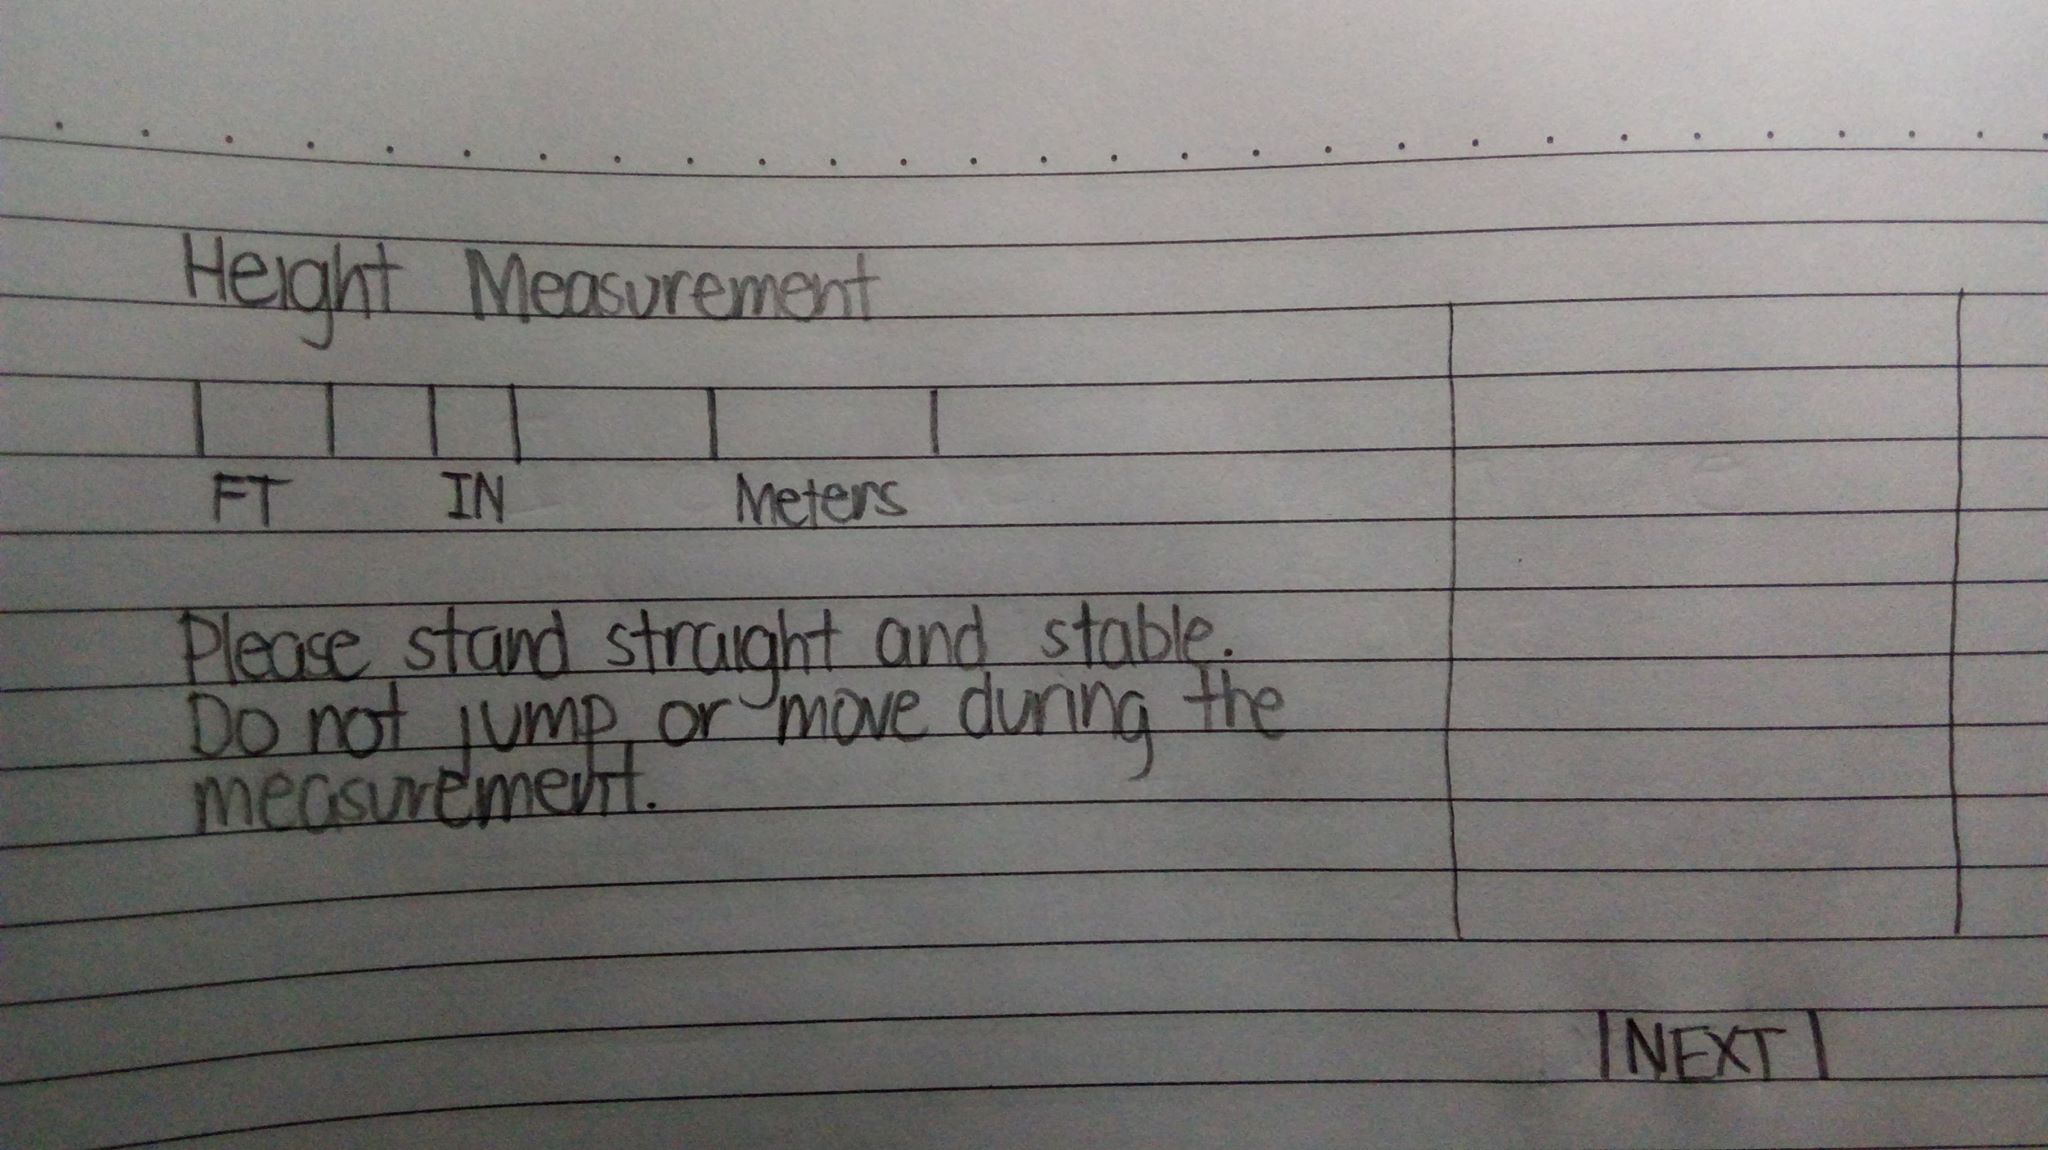 Height Measurement
FT IN Meters
Please stand straight and stable.
Do not jump or move during the
measurement.
NEXT